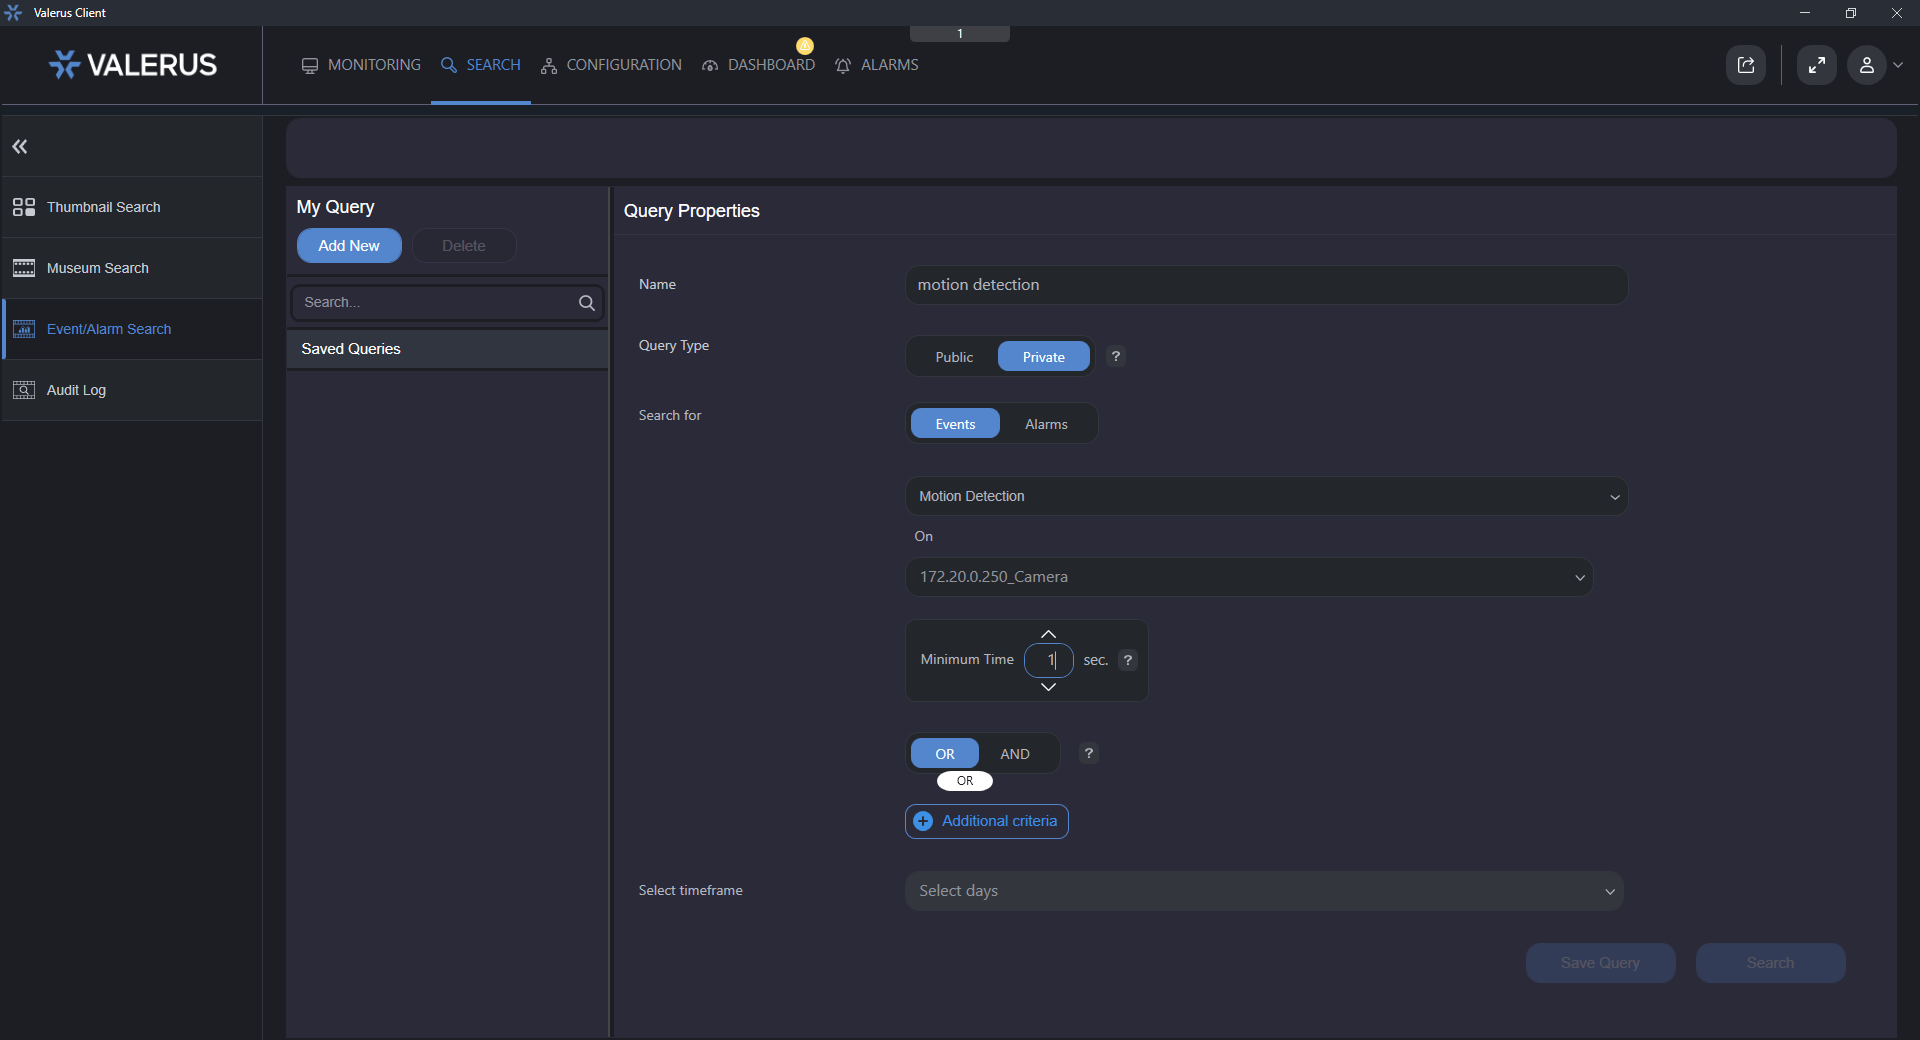 Valerus Client
1
VALERUS
MONITORING
SEARCH
CONFIGURATION
DASHBOARD
ALARMS
Thumbnail Search
Museum Search
Event/Alarm Search
Audit Log
My Query
Add New
Delete
Search...
Saved Queries
Query Properties
Name
motion detection
Query Type
Public
Private
?
Search for
Events
Alarms
Motion Detection
On
172.20.0.250_Camera
Minimum Time
1
sec.
?
OR
AND
?
OR
Additional criteria
Select timeframe
Select days
Save Query
Search